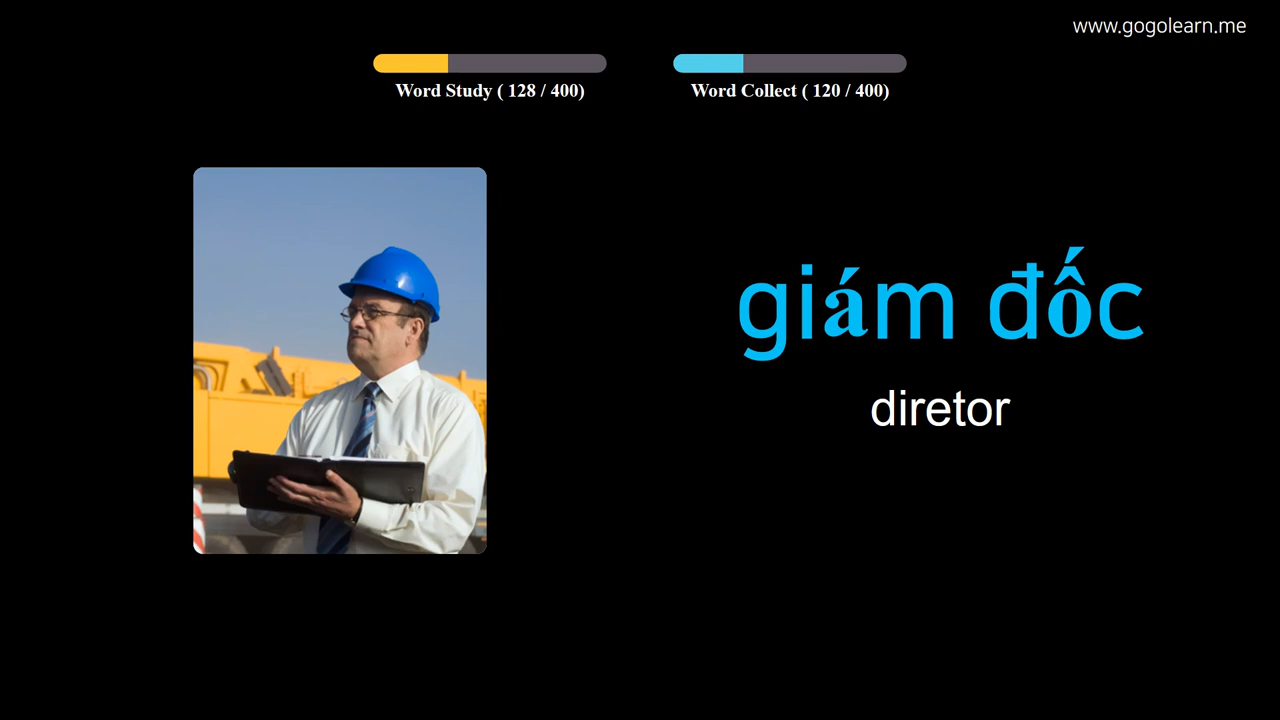 www.gogolearn.me
Word Study ( 128 / 400)
Word Collect ( 120 / 400)
giám đốc
diretor